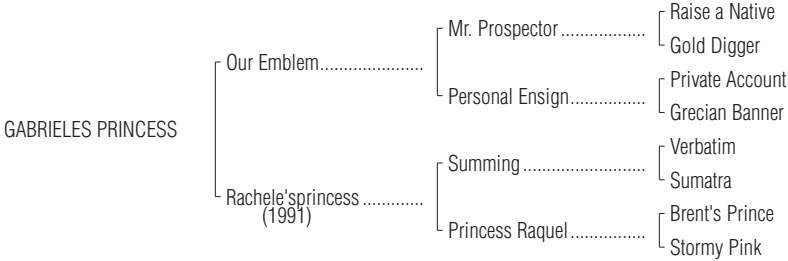 Raise a Native
Mr. Prospector..................
Gold Digger
Our Emblem......................
Private Account
Personal Ensign................
Grecian Banner
GABRIELES PRINCESS
Verbatim
Summing..........................
Sumatra
Rachele'sprincess.............
(1991)
Brent's Prince
Princess Raquel................
Stormy Pink